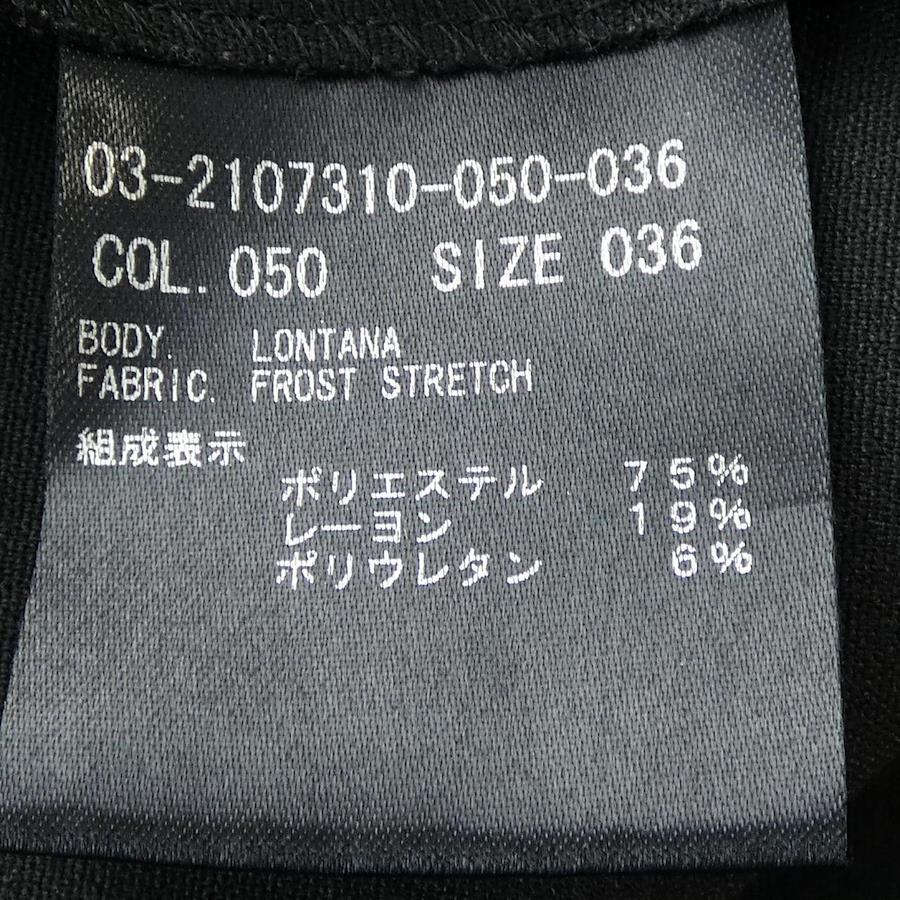 03-2107310-050-036
COL. 050 SIZE 036
BODY. LONTANA
FABRIC. FROST STRETCH
組成表示
ポリエステル 75%
レーヨン 19%
ポリウレタン 6%